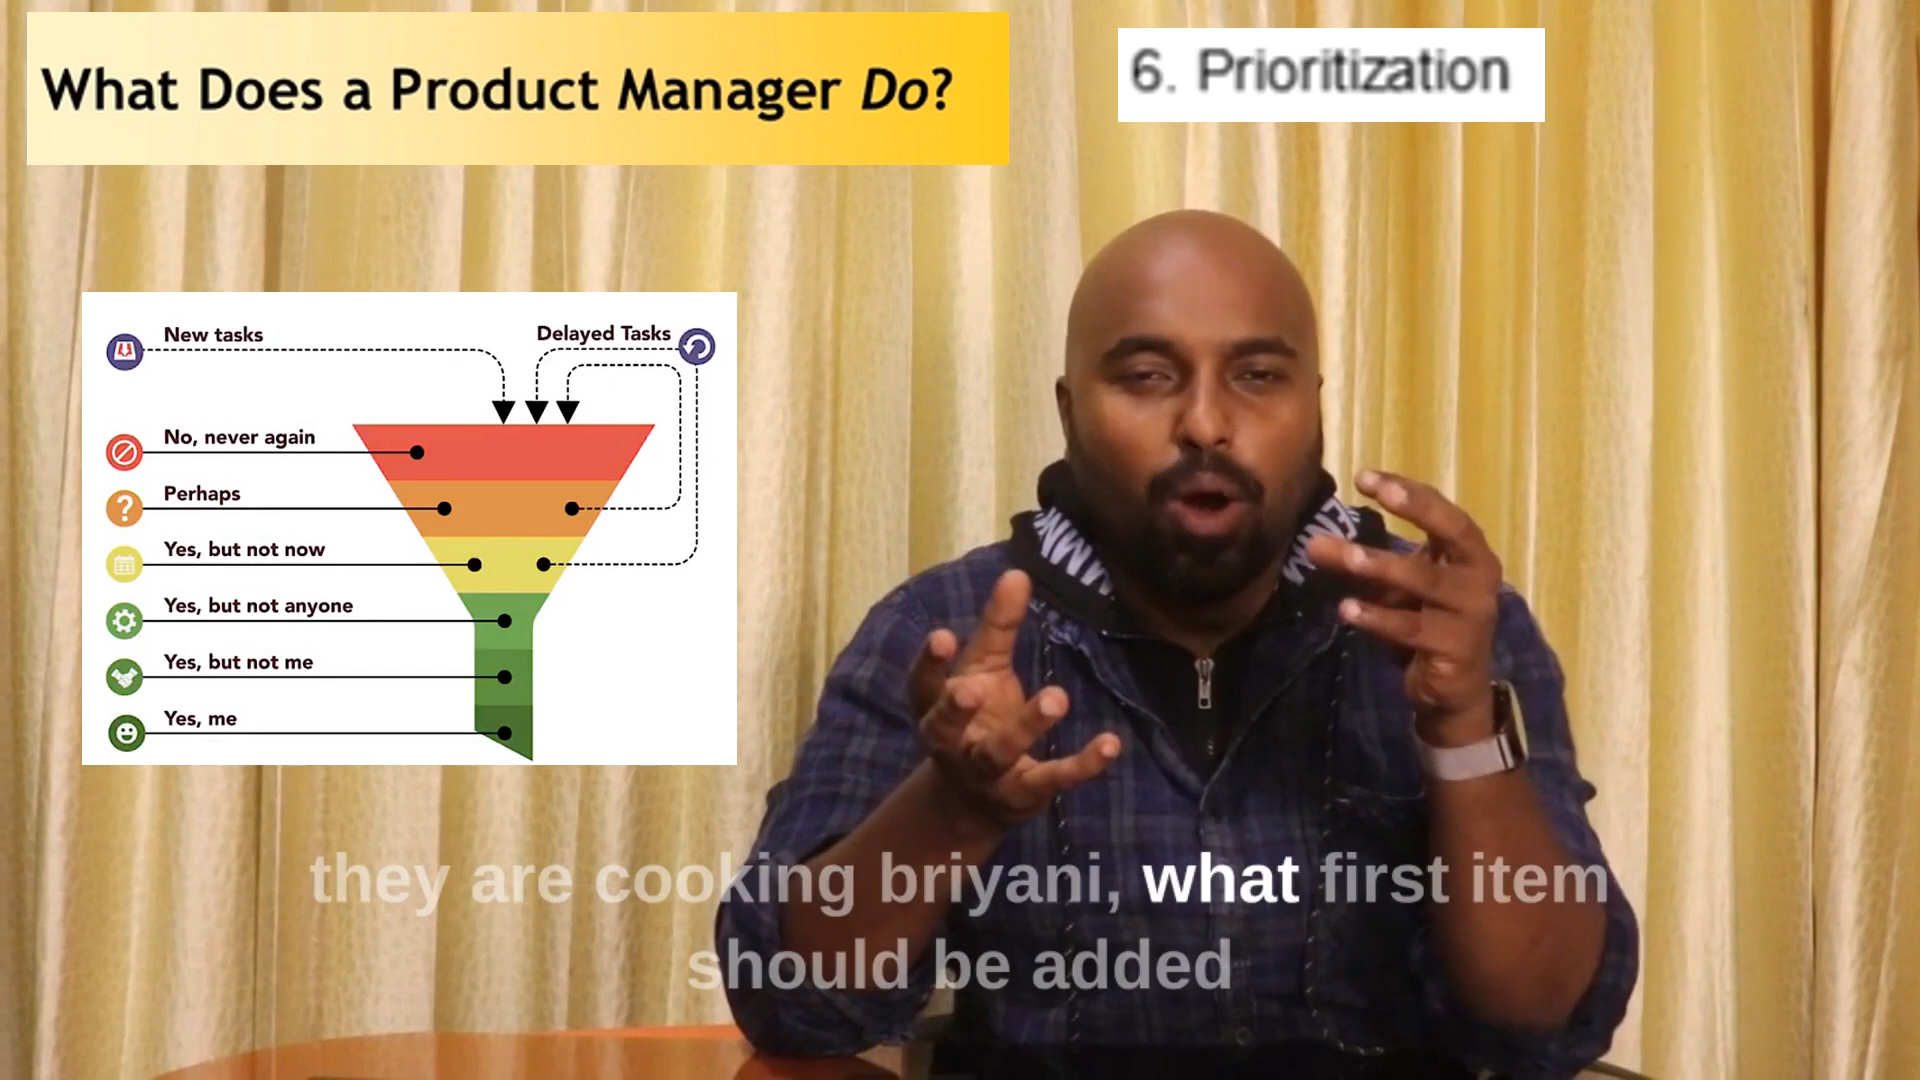 What Does a Product Manager Do?
6. Prioritization
New tasks
Delayed Tasks
No, never again
Perhaps
Yes, but not now
Yes, but not anyone
Yes, but not me
Yes, me
they are cooking briyani, what first item
should be added